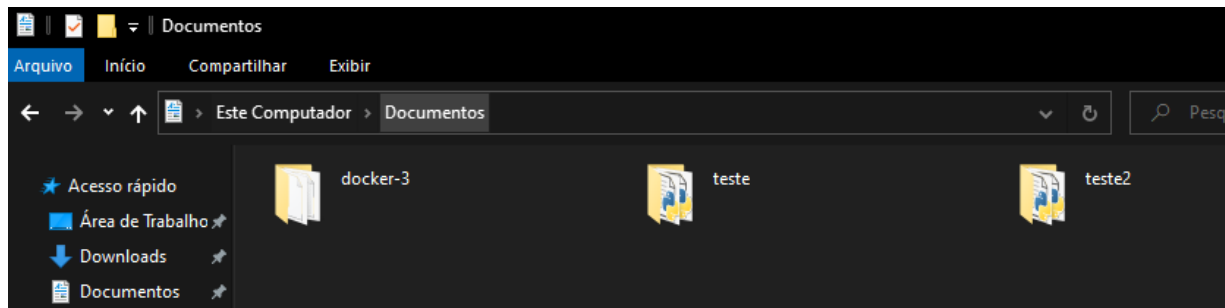 Documentos
Arquivo Início Compartilhar Exibir
Este Computador Documentos
Acesso rápido
Área de Trabalho
Downloads
Documentos
docker-3 teste teste2